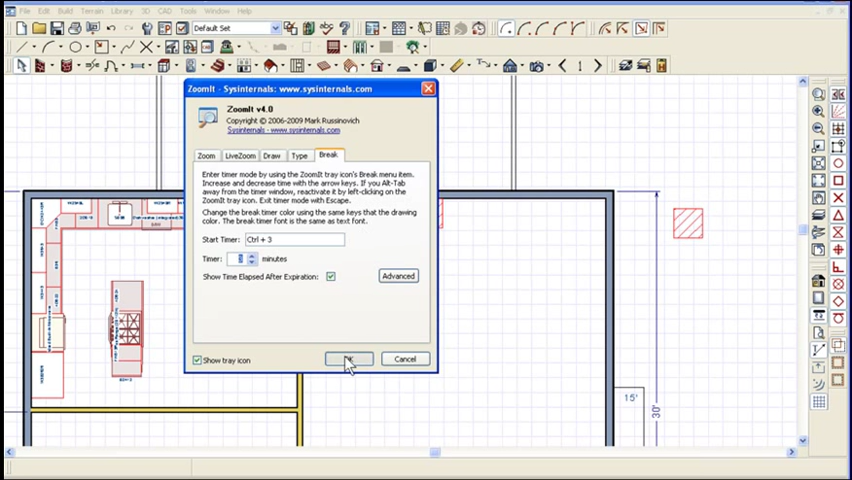 File Edit Build Terrain Library 3D CAD Tools Window Help
Default Set
ZoomIt - Sysinternals: www.sysinternals.com
ZoomIt v4.0
Copyright © 2006-2009 Mark Russinovich
Sysinternals - www.sysinternals.com
Zoom LiveZoom Draw Type Break
Enter timer mode by using the ZoomIt tray icon's Break menu item.
Increase and decrease time with the arrow keys. If you Alt-Tab
away from the timer window, reactivate it by left-clicking on the
ZoomIt tray icon. Exit timer mode with Escape.
Change the break timer color using the same keys that the drawing
color. The break timer font is the same as text font.
Start Timer: Ctrl + 3
Timer: minutes
Show Time Elapsed After Expiration: Advanced
Show tray icon OK Cancel
15'
30'